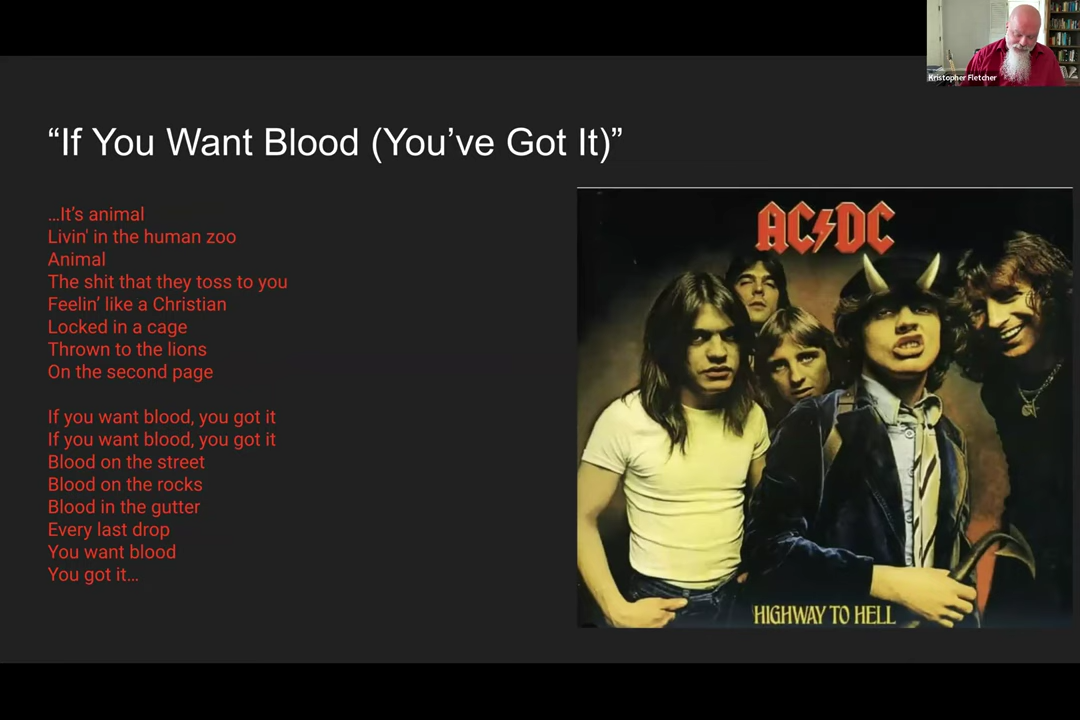 Kristopher Fletcher
“If You Want Blood (You’ve Got It)”
…It’s animal
Livin' in the human zoo
Animal
The shit that they toss to you
Feelin’ like a Christian
Locked in a cage
Thrown to the lions
On the second page
If you want blood, you got it
If you want blood, you got it
Blood on the street
Blood on the rocks
Blood in the gutter
Every last drop
You want blood
You got it…
AC DC
HIGHWAY TO HELL